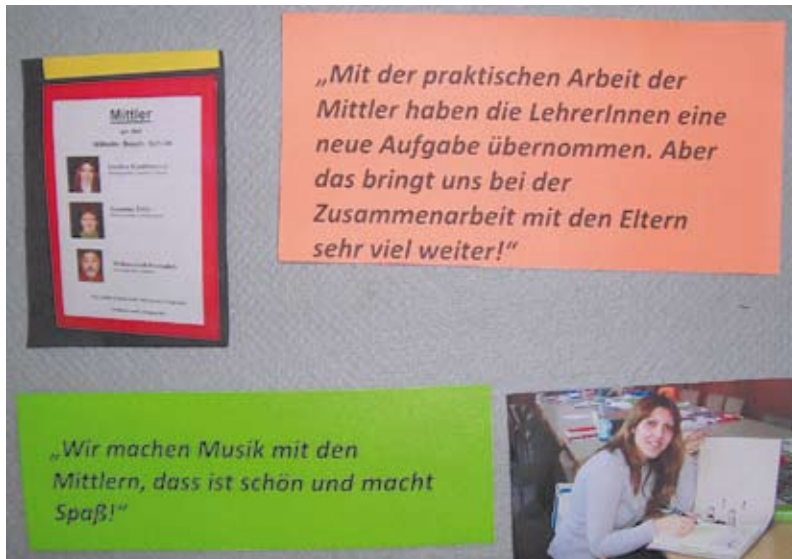 Mittler
an der
„Mit der praktischen Arbeit der
Mittler haben die LehrerInnen eine
neue Aufgabe übernommen. Aber
das bringt uns bei der
Zusammenarbeit mit den Eltern
sehr viel weiter!“
„Wir machen Musik mit den
Mittlern, dass ist schön und macht
Spaß!“